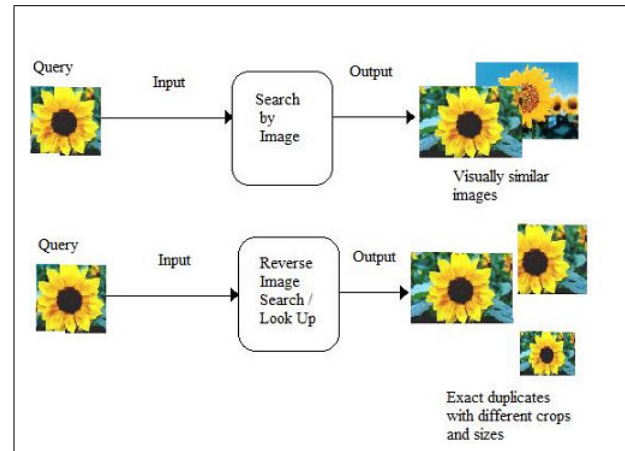 Query
Input
Output
Search
by
Image
Visually similar
images
Query
Input
Output
Reverse
Image
Search /
Look Up
Exact duplicates
with different crops
and sizes